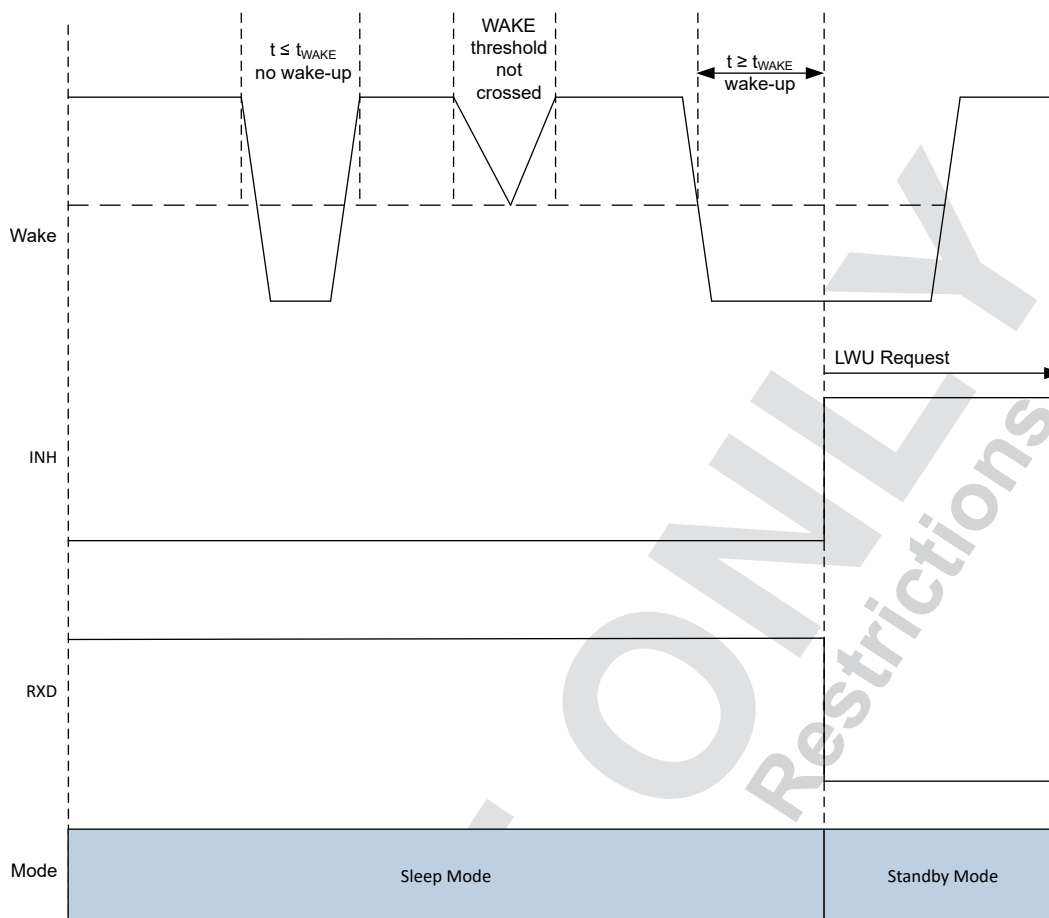 t ≤ tWAKE
no wake-up
WAKE
threshold
not
crossed
t ≥ tWAKE
wake-up
Wake
LWU Request
INH
RXD
Mode
Sleep Mode
Standby Mode
ONLY
Restrictions